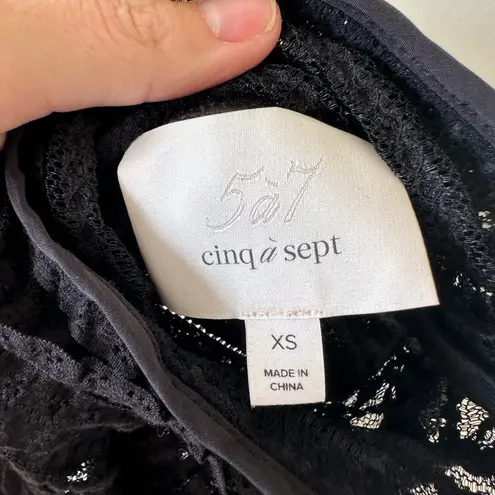 5à7
cinq à sept
XS
MADE IN
CHINA